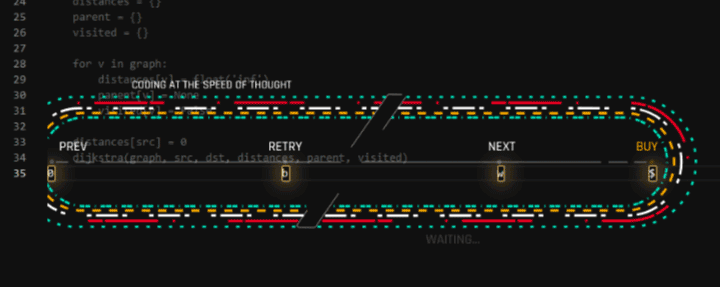 24 distances = {}
25 parent = {}
26 visited = {}
27
28 for v in graph:
29 distances[v] = float('inf')
CODING AT THE SPEED OF THOUGHT
30 parent[v] = None
31
32
33 distances[src] = 0
PREV RETRY NEXT BUY
34 dijkstra(graph, src, dst, distances, parent, visited)
35 0 b w $
WAITING...